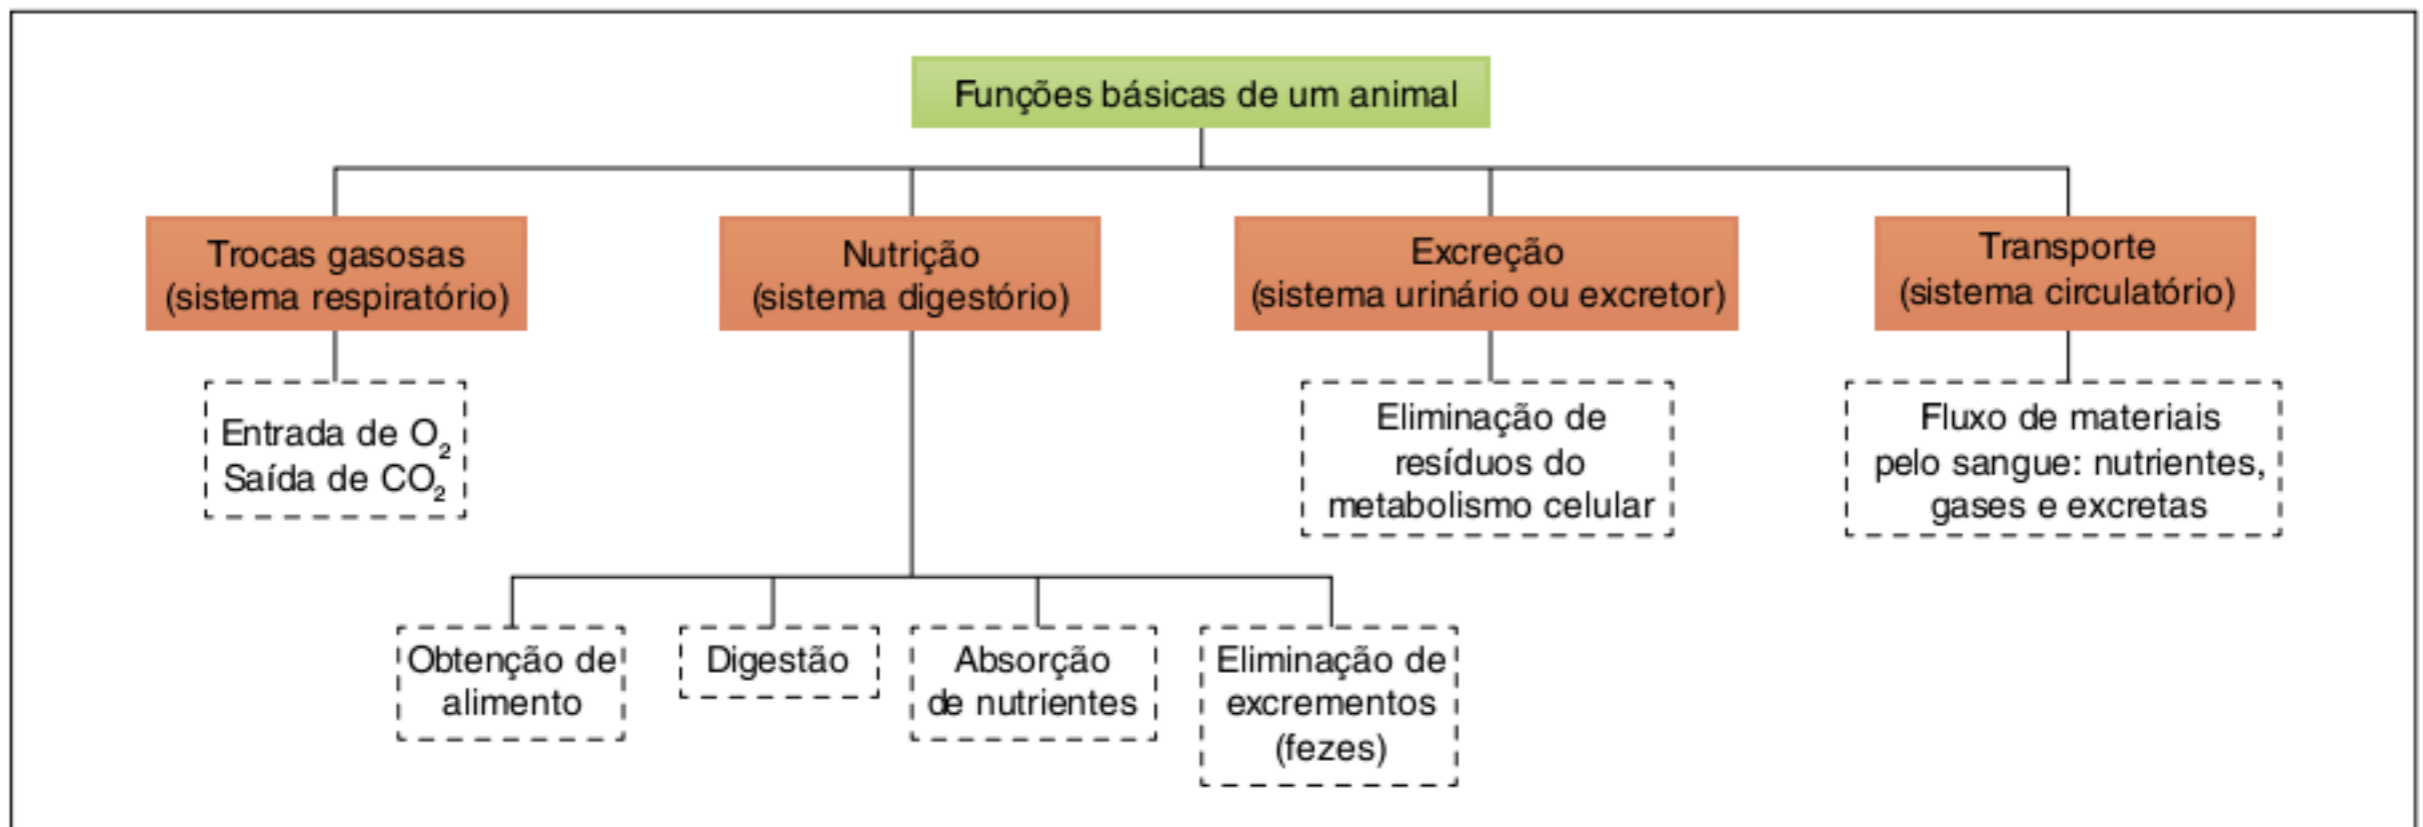 Funções básicas de um animal
Trocas gasosas
(sistema respiratório)
Nutrição
(sistema digestório)
Excreção
(sistema urinário ou excretor)
Transporte
(sistema circulatório)
Entrada de O₂
Saída de CO₂
Eliminação de
resíduos do
metabolismo celular
Fluxo de materiais
pelo sangue: nutrientes,
gases e excretas
Obtenção de
alimento
Digestão
Absorção
de nutrientes
Eliminação de
excrementos
(fezes)